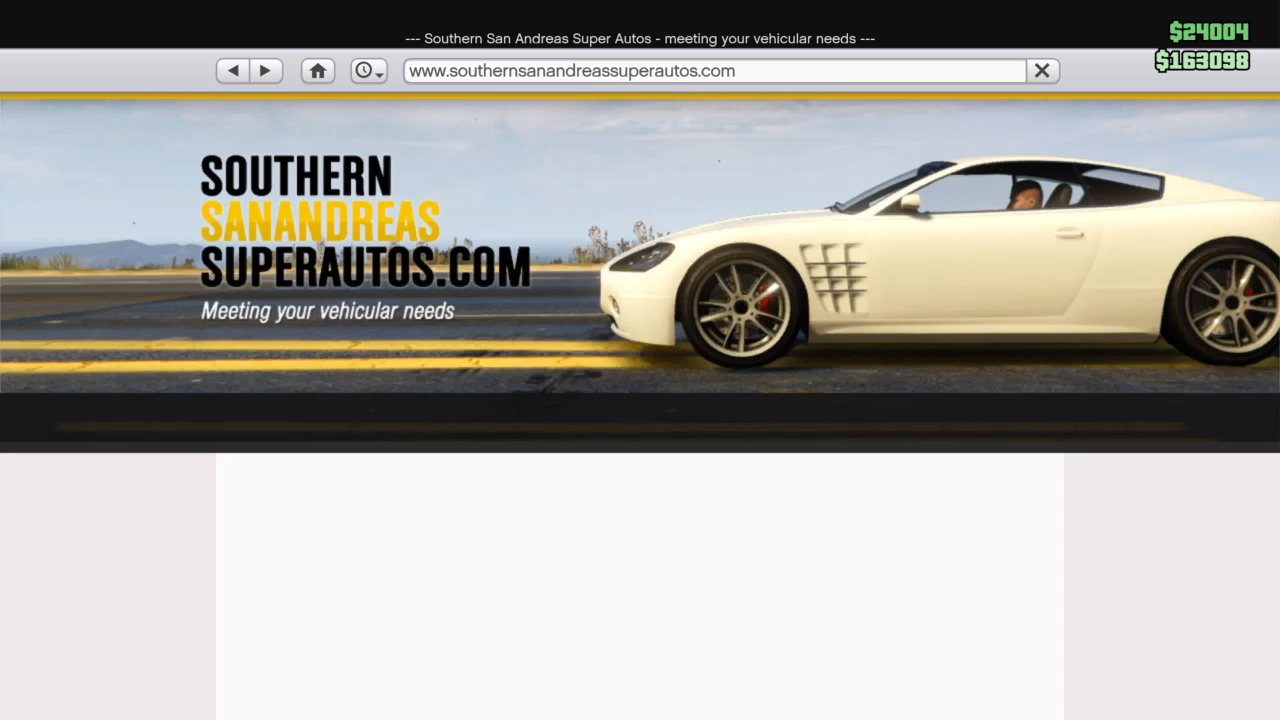 --- Southern San Andreas Super Autos - meeting your vehicular needs ---
$24004
$163098
www.southernsanandreassuperautos.com
SOUTHERN
SANANDREAS
SUPERAUTOS.COM
Meeting your vehicular needs